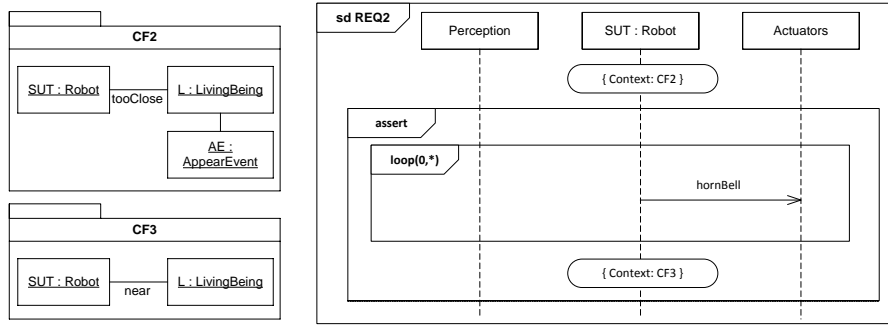 CF2
SUT : Robot
tooClose
L : LivingBeing
AE :
AppearEvent
CF3
SUT : Robot
near
L : LivingBeing
sd REQ2
Perception
SUT : Robot
Actuators
{ Context: CF2 }
assert
loop(0,*)
hornBell
{ Context: CF3 }